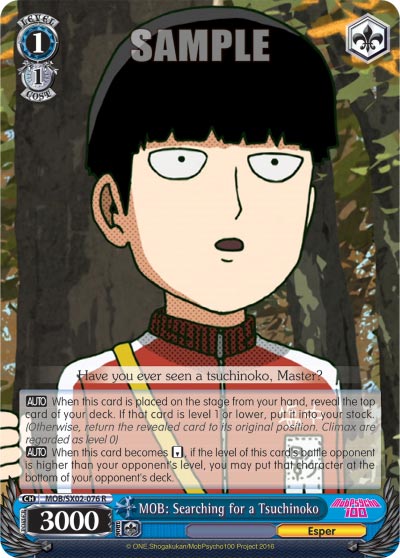 LEVEL
1
SAMPLE
1
COST
Have you ever seen a tsuchinoko, Master?
AUTO When this card is placed on the stage from your hand, reveal the top
card of your deck. If that card is level 1 or lower, put it into your stock.
(Otherwise, return the revealed card to its original position. Climax are
regarded as level 0)
AUTO When this card becomes, if the level of this card's battle opponent
is higher than your opponent's level, you may put that character at the
bottom of your opponent's deck.
CH MOB/SX02-076 R
POWER 3000
MOB: Searching for a Tsuchinoko
MOB PSYCHO 100
Esper
© ONE,Shogakukan/MobPsycho100 Project 2016